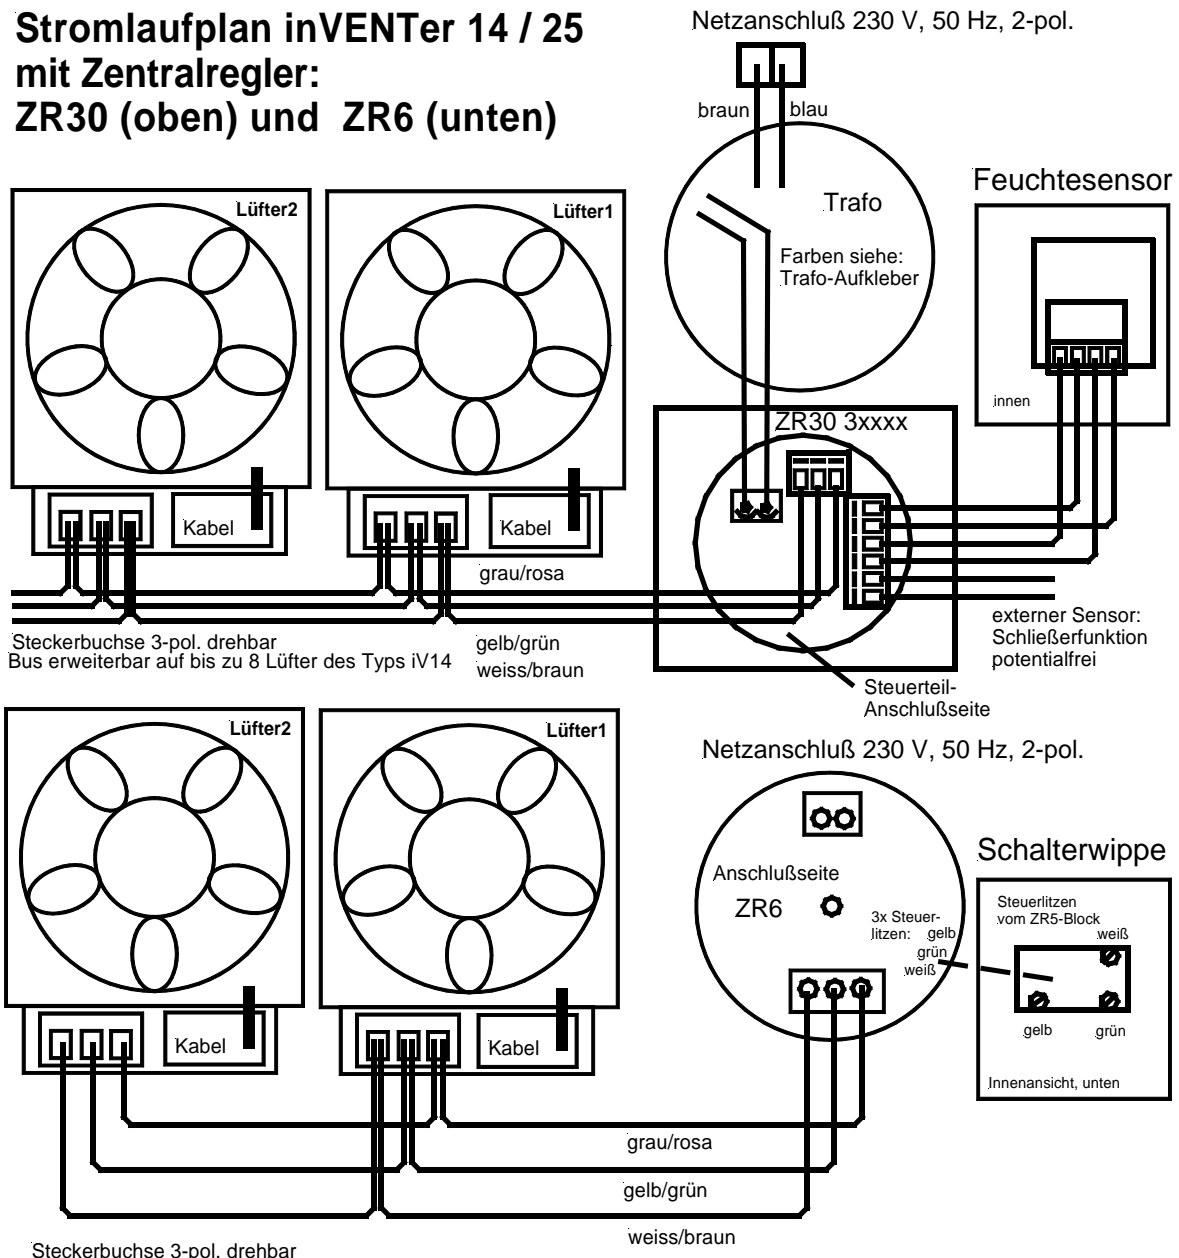 Stromlaufplan inVENTer 14 / 25
mit Zentralregler:
ZR30 (oben) und ZR6 (unten)
Netzanschluß 230 V, 50 Hz, 2-pol.
braun
blau
Trafo
Farben siehe:
Trafo-Aufkleber
Feuchtesensor
innen
Lüfter2
Lüfter1
Kabel
Kabel
ZR30 3xxxx
grau/rosa
gelb/grün
weiss/braun
Steckerbuchse 3-pol. drehbar
Bus erweiterbar auf bis zu 8 Lüfter des Typs iV14
externer Sensor:
Schließerfunktion
potentialfrei
Steuerteil-
Anschlußseite
Lüfter2
Lüfter1
Kabel
Kabel
Netzanschluß 230 V, 50 Hz, 2-pol.
Anschlußseite
ZR6
3x Steuer-
litzen: gelb
grün
weiß
Schalterwippe
Steuerlitzen
vom ZR5-Block
weiß
gelb
grün
Innenansicht, unten
grau/rosa
gelb/grün
weiss/braun
Steckerbuchse 3-pol. drehbar